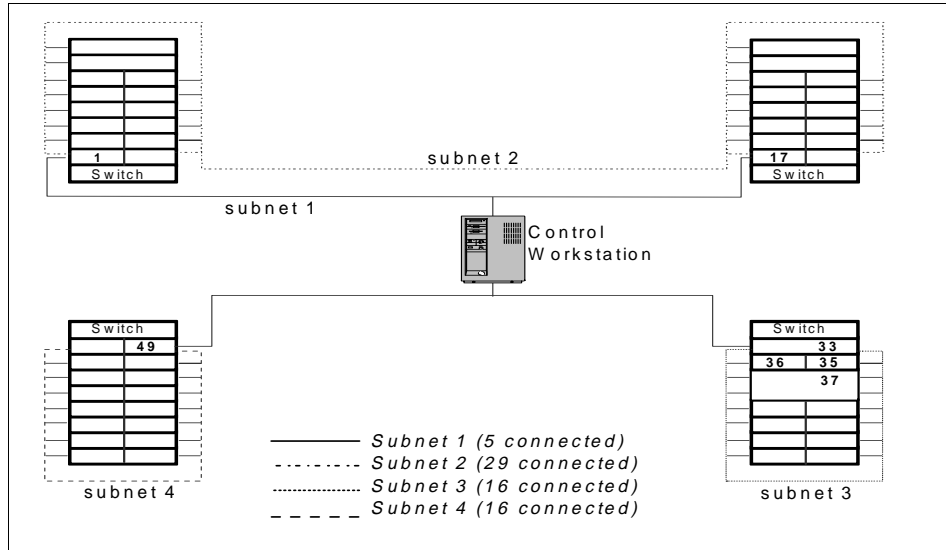 1
Switch
subnet 2
17
Switch
subnet 1
Control
Workstation
Switch
49
subnet 4
Switch
33
36 35
37
subnet 3
Subnet 1 (5 connected)
Subnet 2 (29 connected)
Subnet 3 (16 connected)
Subnet 4 (16 connected)